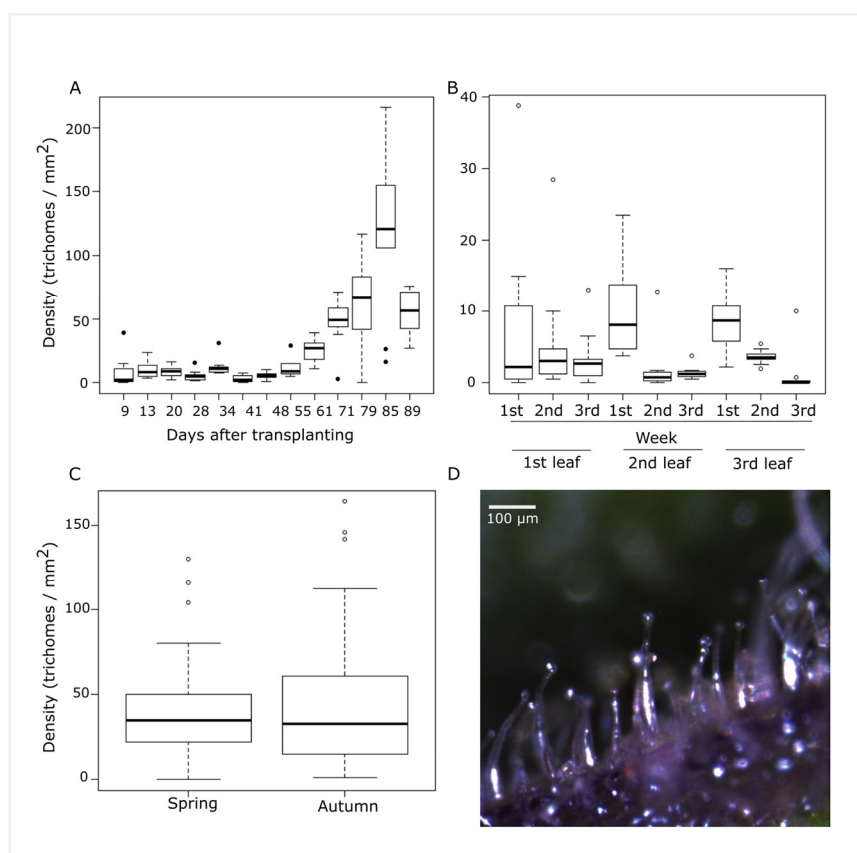 A
Density (trichomes / mm2)
200
150
100
50
0
9 13 20 28 34 41 48 55 61 71 79 85 89
Days after transplanting
B
40
30
20
10
0
1st 2nd 3rd 1st 2nd 3rd 1st 2nd 3rd
Week
1st leaf 2nd leaf 3rd leaf
C
Density (trichomes / mm2)
150
100
50
0
Spring Autumn
D
100 µm